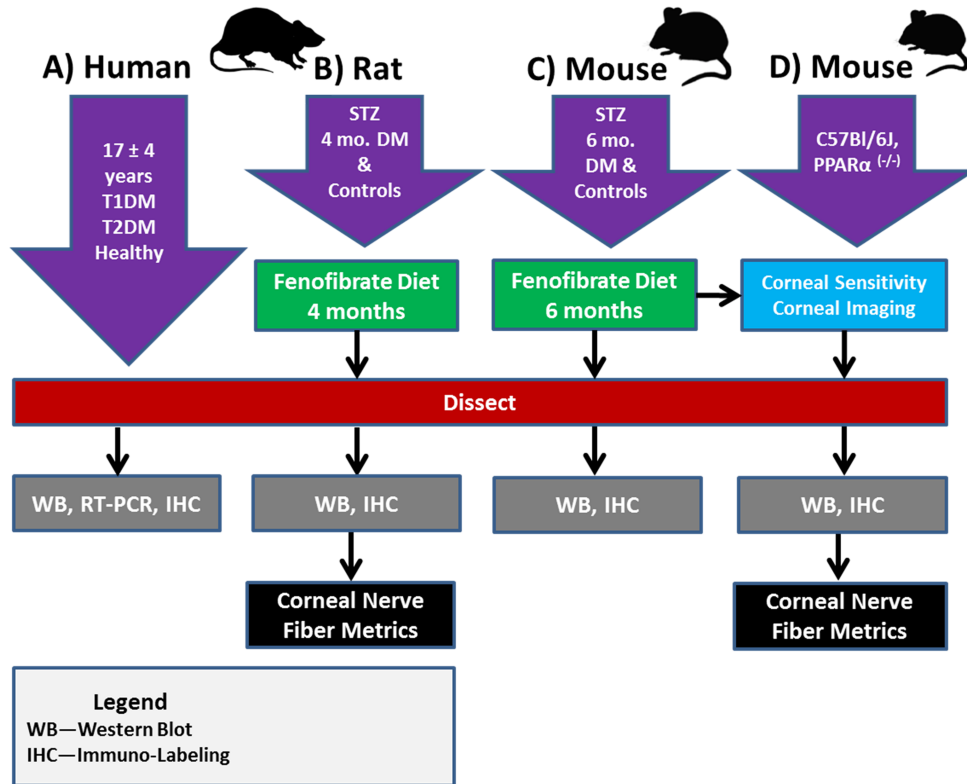 A) Human
B) Rat
C) Mouse
D) Mouse
17 ± 4
years
T1DM
T2DM
Healthy
STZ
4 mo. DM
&
Controls
STZ
6 mo.
DM &
Controls
C57Bl/6J,
PPARα (-/-)
Fenofibrate Diet
4 months
Fenofibrate Diet
6 months
Corneal Sensitivity
Corneal Imaging
Dissect
WB, RT-PCR, IHC
WB, IHC
WB, IHC
WB, IHC
Corneal Nerve
Fiber Metrics
Corneal Nerve
Fiber Metrics
Legend
WB—Western Blot
IHC—Immuno-Labeling